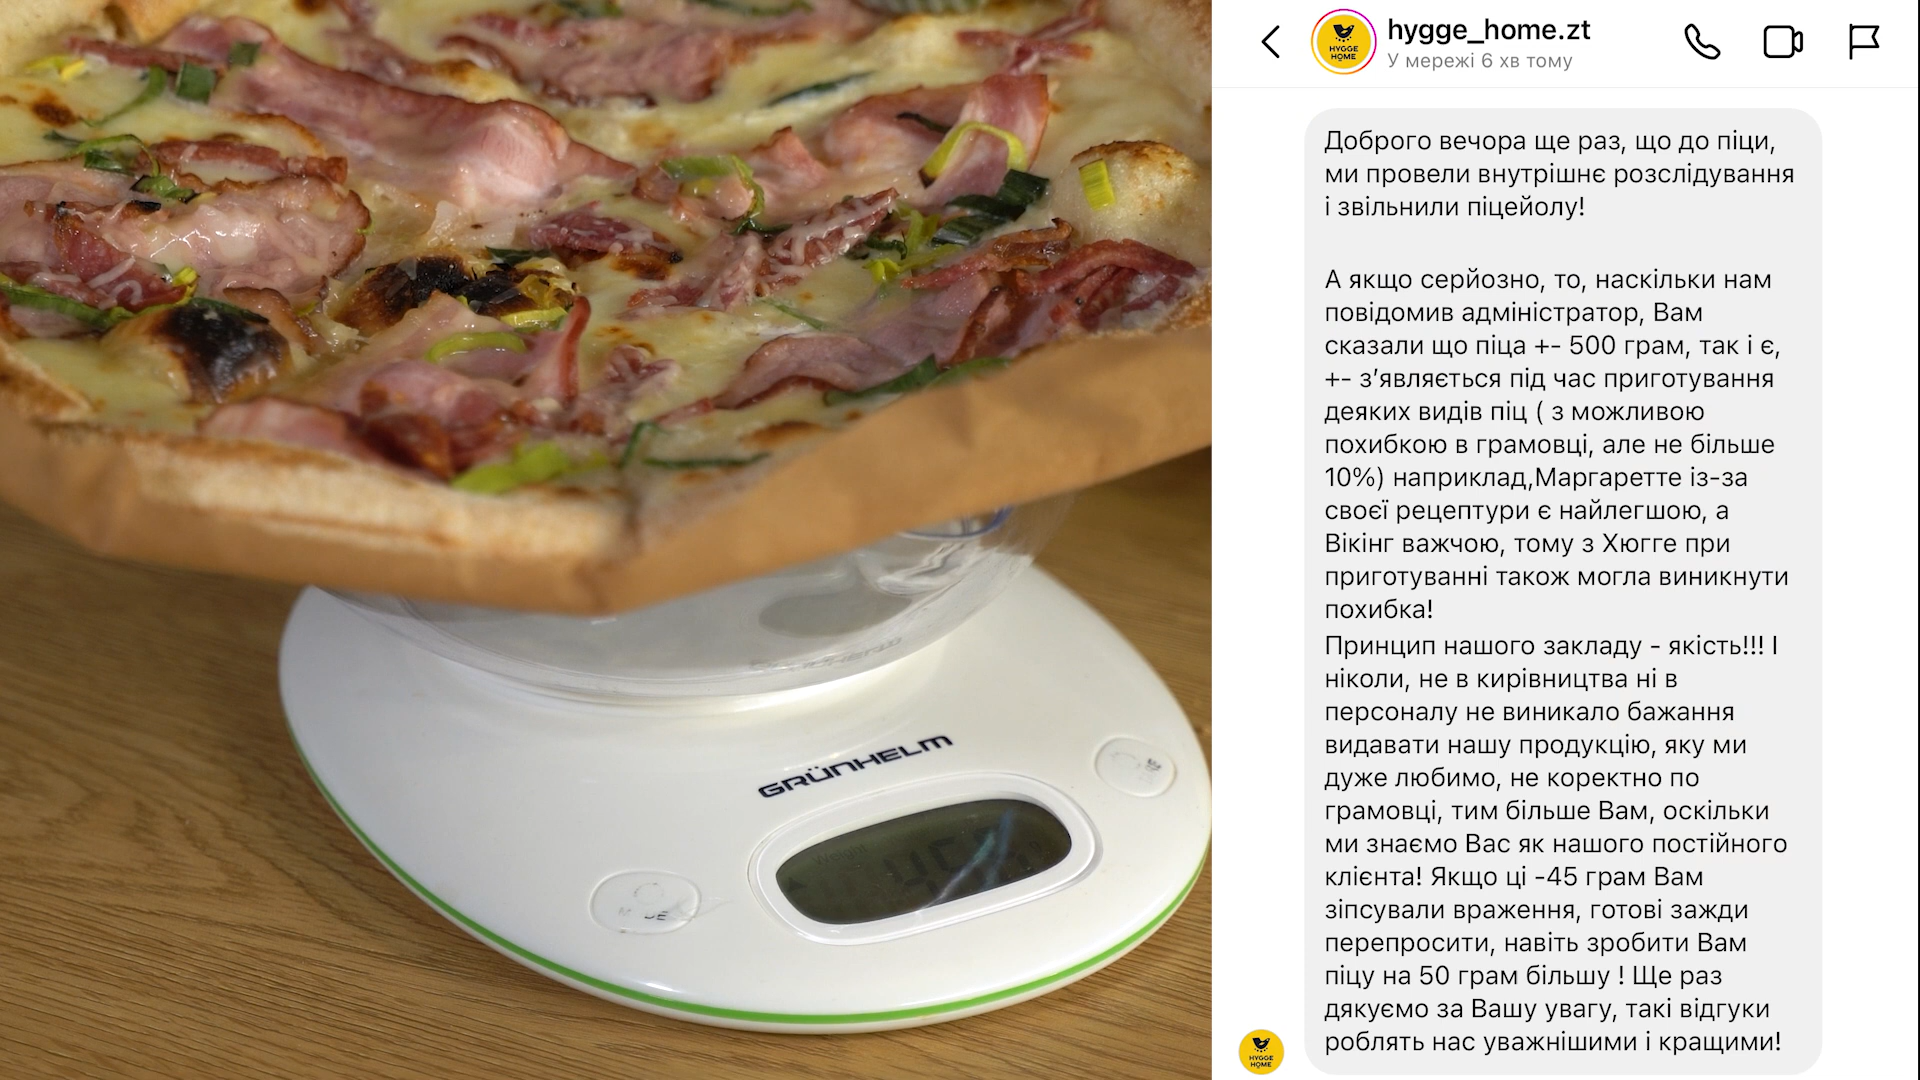 GRÜNHELM
Weight
hygge_home.zt
У мережі 6 хв тому
HYGGE
HOME
Доброго вечора ще раз, що до піци,
ми провели внутрішнє розслідування
і звільнили піцейолу!
А якщо серйозно, то, наскільки нам
повідомив адміністратор, Вам
сказали що піца +- 500 грам, так і є,
+- з’являється під час приготування
деяких видів піц ( з можливою
похибкою в грамовці, але не більше
10%) наприклад,Маргаретте із-за
своєї рецептури є найлегшою, а
Вікінг важчою, тому з Хюгге при
приготуванні також могла виникнути
похибка!
Принцип нашого закладу - якість!!! І
ніколи, не в кирівництва ні в
персоналу не виникало бажання
видавати нашу продукцію, яку ми
дуже любимо, не коректно по
грамовці, тим більше Вам, оскільки
ми знаємо Вас як нашого постійного
клієнта! Якщо ці -45 грам Вам
зіпсували враження, готові зажди
перепросити, навіть зробити Вам
піцу на 50 грам більшу ! Ще раз
дякуємо за Вашу увагу, такі відгуки
роблять нас уважнішими і кращими!
HYGGE
HOME